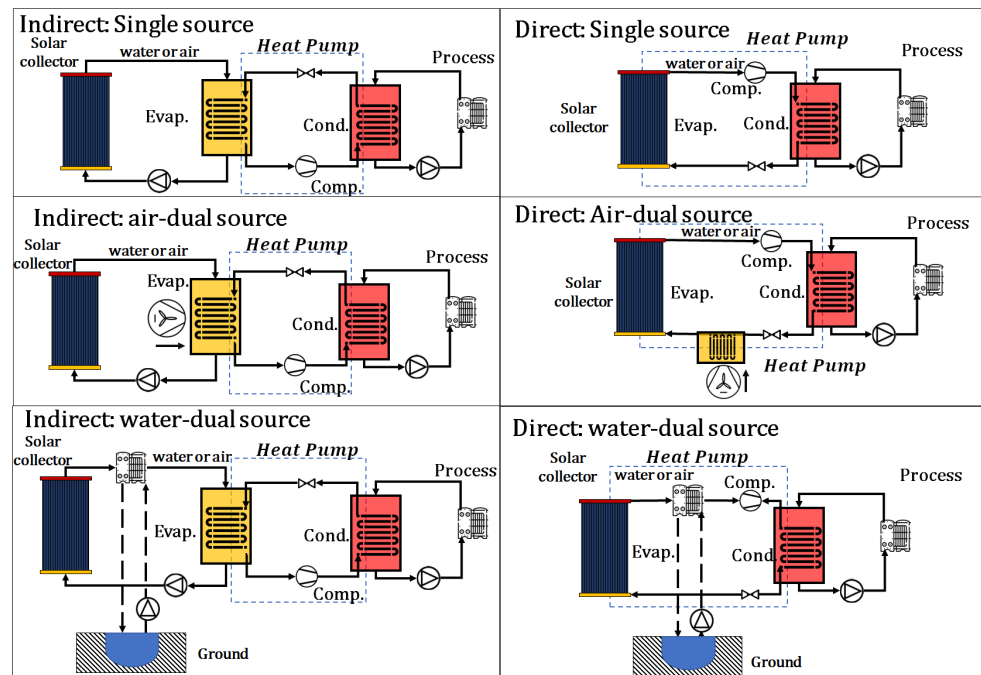 Indirect: Single source
Solar
collector
water or air
Heat Pump
Process
Evap.
Cond.
Comp.
Direct: Single source
Heat Pump
water or air
Process
Comp.
Solar
collector
Evap.
Cond.
Indirect: air-dual source
Solar
collector
water or air
Heat Pump
Process
Evap.
Cond.
Comp.
Direct: Air-dual source
water or air
Process
Comp.
Solar
collector
Evap.
Cond.
Heat Pump
Indirect: water-dual source
Solar
collector
water or air
Heat Pump
Process
Evap.
Cond.
Comp.
Ground
Direct: water-dual source
Solar
collector
Heat Pump
water or air
Comp.
Process
Evap.
Cond.
Ground